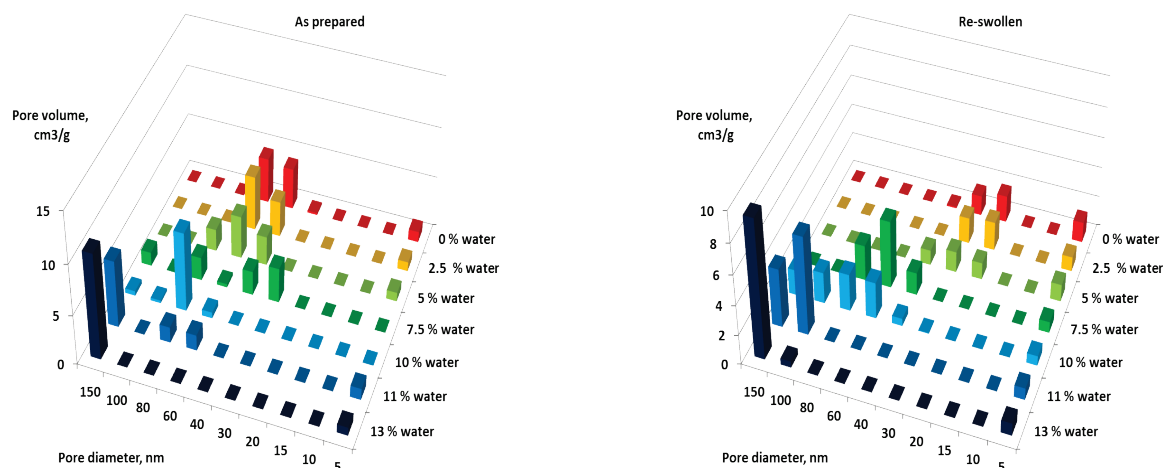 As prepared
Pore volume,
cm3/g
15
10
5
0
150
100
80
60
40
30
20
15
10
5
0 % water
2.5 % water
5 % water
7.5 % water
10 % water
11 % water
13 % water
Pore diameter, nm
Re-swollen
Pore volume,
cm3/g
10
8
6
4
2
0
150
100
80
60
40
30
20
15
10
5
0 % water
2.5 % water
5 % water
7.5 % water
10 % water
11 % water
13 % water
Pore diameter, nm